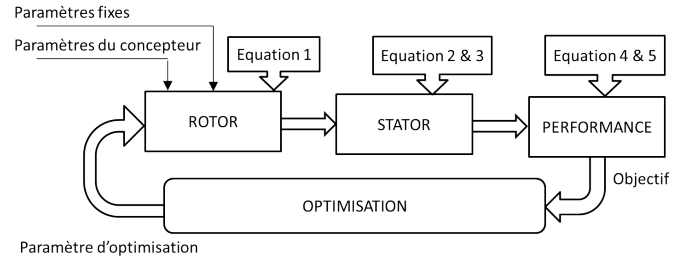 Paramètres fixes
Paramètres du concepteur
Equation 1
Equation 2 & 3
Equation 4 & 5
ROTOR
STATOR
PERFORMANCE
Objectif
OPTIMISATION
Paramètre d'optimisation